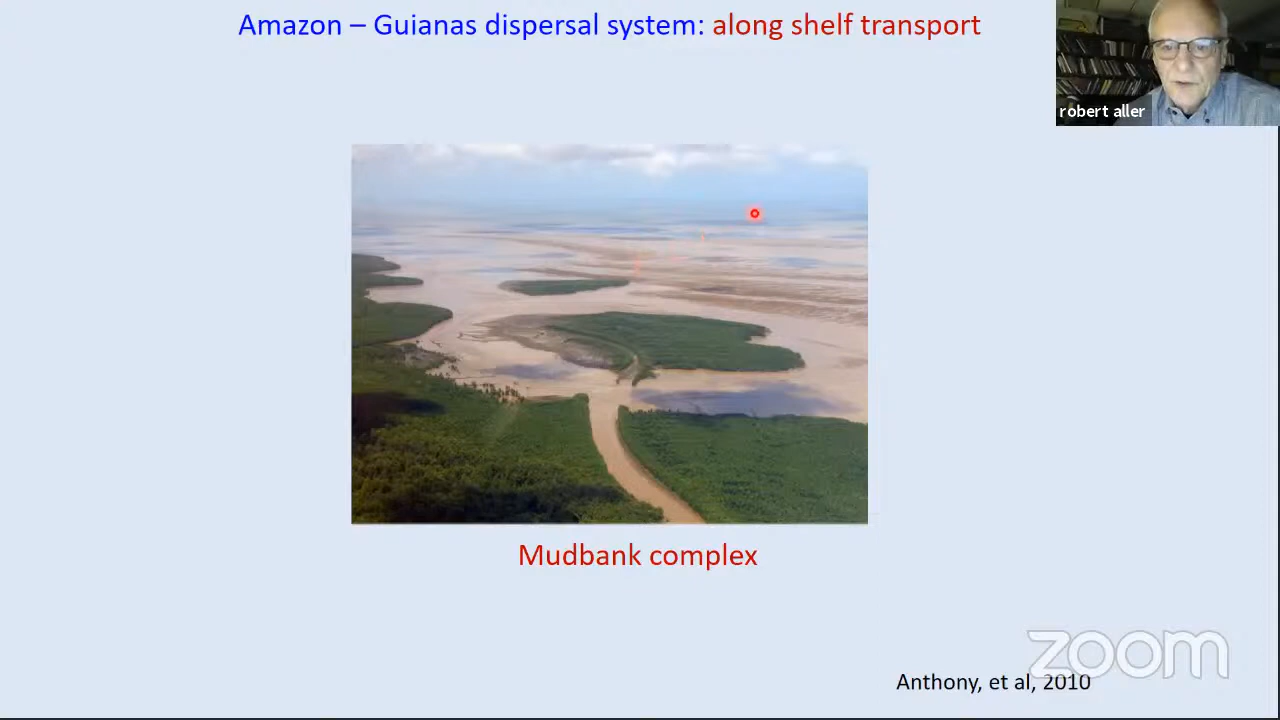 Amazon – Guianas dispersal system: along shelf transport
robert aller
Mudbank complex
zoom
Anthony, et al, 2010